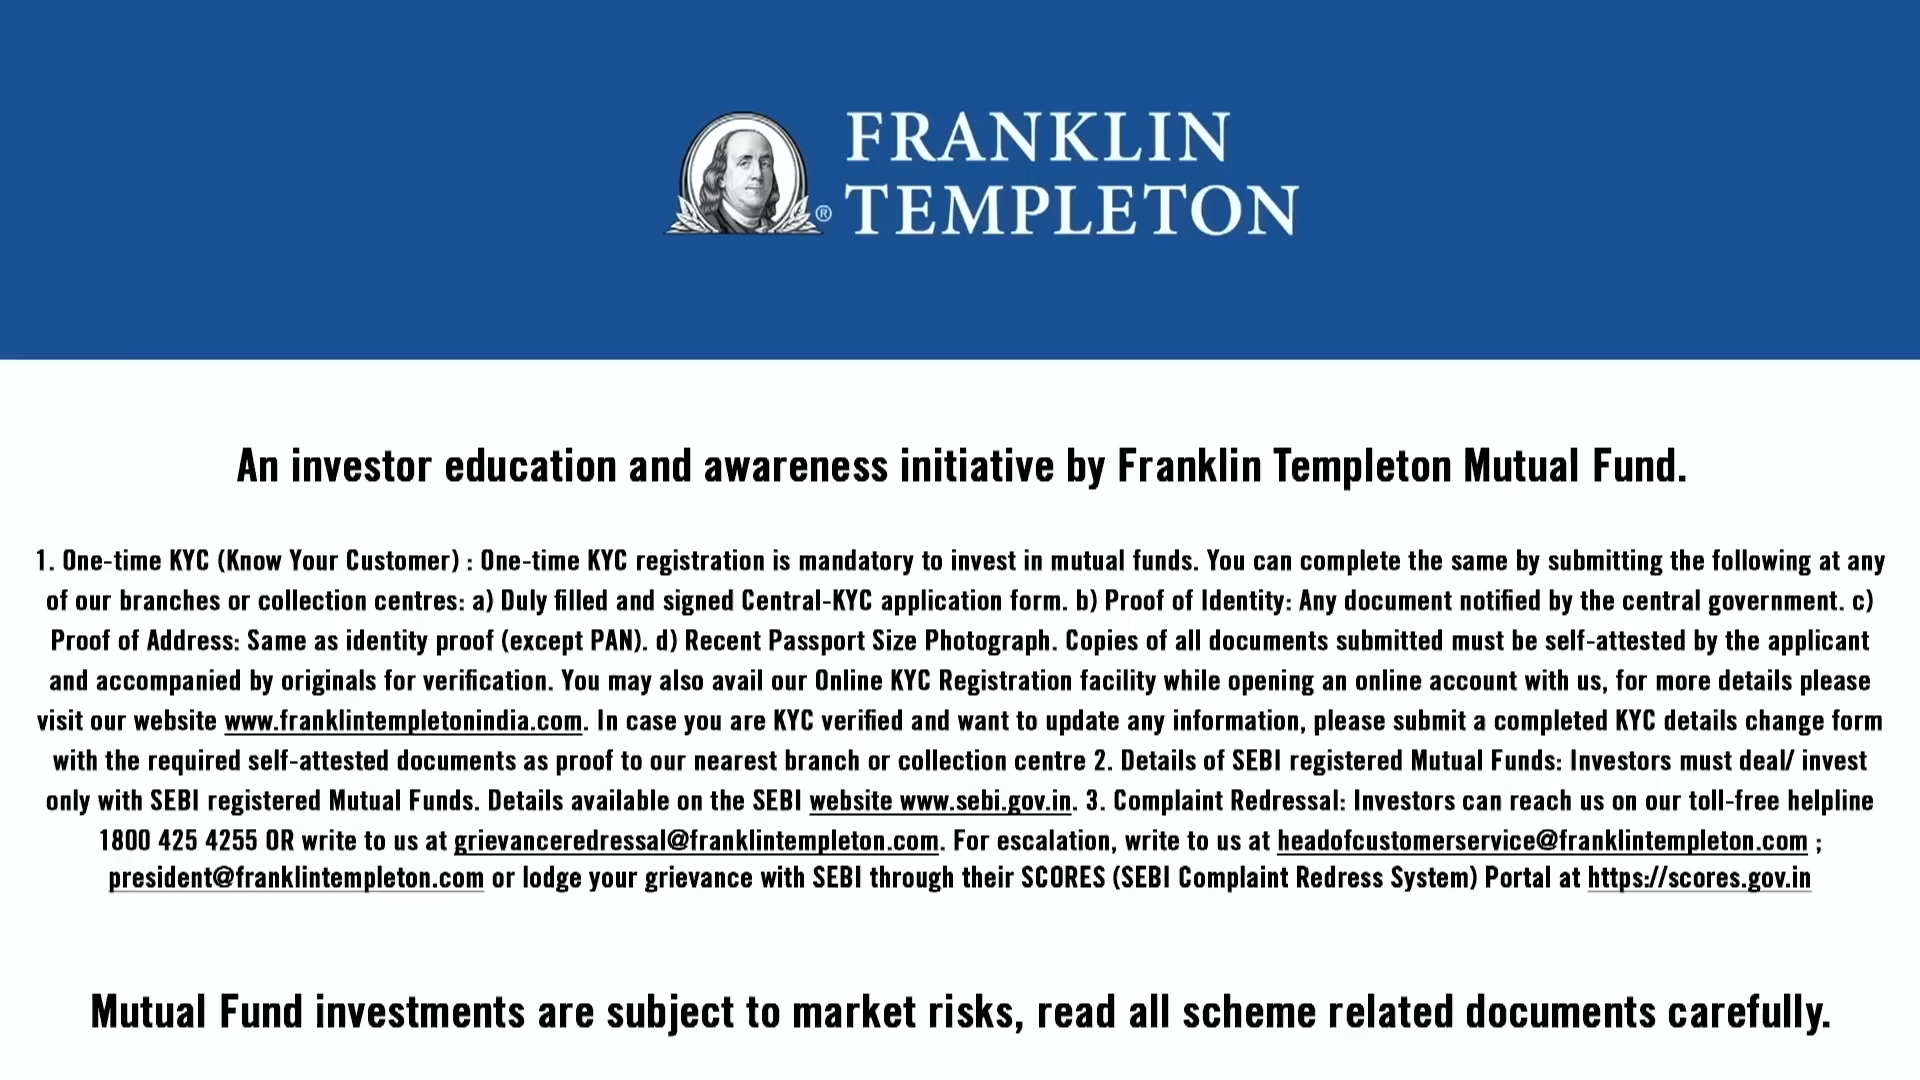 FRANKLIN
TEMPLETON
®
An investor education and awareness initiative by Franklin Templeton Mutual Fund.
1. One-time KYC (Know Your Customer) : One-time KYC registration is mandatory to invest in mutual funds. You can complete the same by submitting the following at any
of our branches or collection centres: a) Duly filled and signed Central-KYC application form. b) Proof of Identity: Any document notified by the central government. c)
Proof of Address: Same as identity proof (except PAN). d) Recent Passport Size Photograph. Copies of all documents submitted must be self-attested by the applicant
and accompanied by originals for verification. You may also avail our Online KYC Registration facility while opening an online account with us, for more details please
visit our website www.franklintempletonindia.com. In case you are KYC verified and want to update any information, please submit a completed KYC details change form
with the required self-attested documents as proof to our nearest branch or collection centre 2. Details of SEBI registered Mutual Funds: Investors must deal/ invest
only with SEBI registered Mutual Funds. Details available on the SEBI website www.sebi.gov.in. 3. Complaint Redressal: Investors can reach us on our toll-free helpline
1800 425 4255 OR write to us at grievanceredressal@franklintempleton.com. For escalation, write to us at headofcustomerservice@franklintempleton.com ;
president@franklintempleton.com or lodge your grievance with SEBI through their SCORES (SEBI Complaint Redress System) Portal at https://scores.gov.in
Mutual Fund investments are subject to market risks, read all scheme related documents carefully.